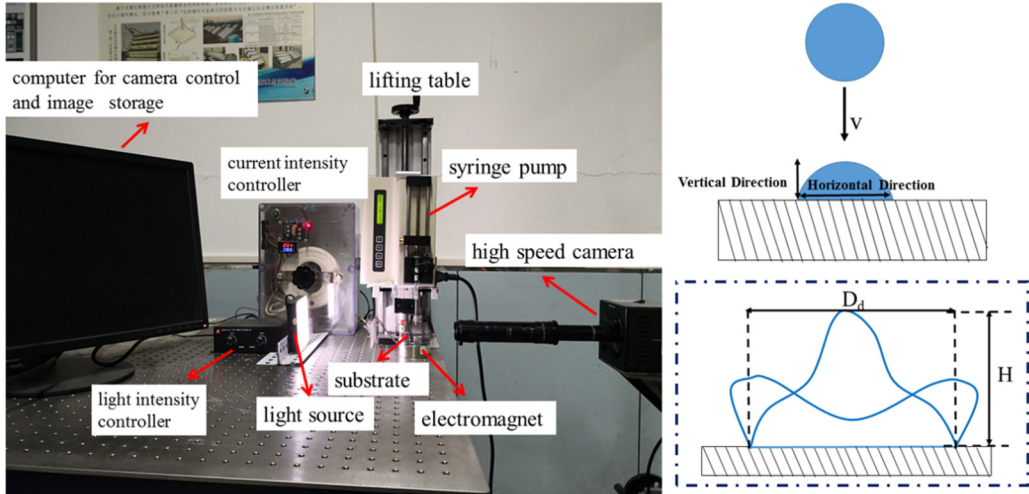 computer for camera control
and image storage
lifting table
current intensity
controller
syringe pump
high speed camera
light intensity
controller
light source
substrate
electromagnet
V
Vertical Direction
Horizontal Direction
D_d
H